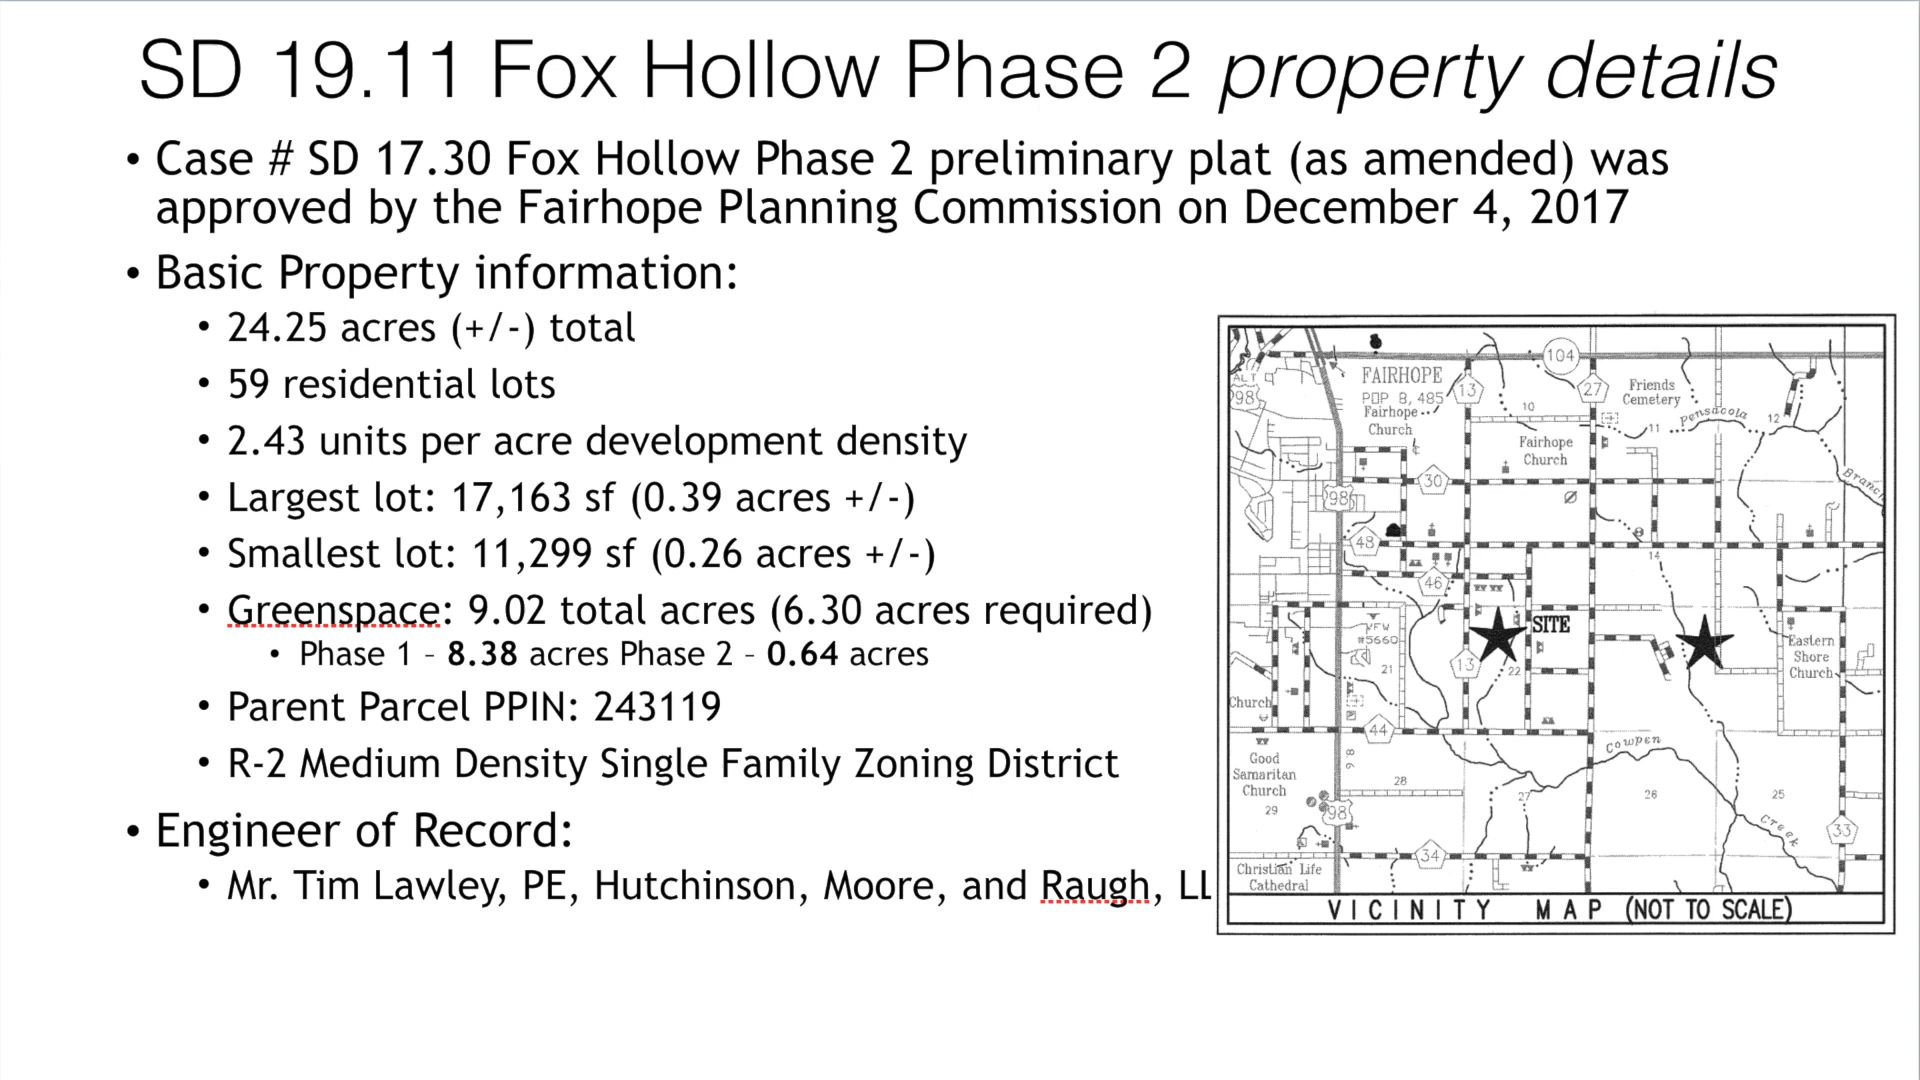 SD 19.11 Fox Hollow Phase 2 property details
• Case # SD 17.30 Fox Hollow Phase 2 preliminary plat (as amended) was
approved by the Fairhope Planning Commission on December 4, 2017
• Basic Property information:
• 24.25 acres (+/-) total
• 59 residential lots
• 2.43 units per acre development density
• Largest lot: 17,163 sf (0.39 acres +/-)
• Smallest lot: 11,299 sf (0.26 acres +/-)
• Greenspace: 9.02 total acres (6.30 acres required)
• Phase 1 – 8.38 acres Phase 2 – 0.64 acres
• Parent Parcel PPIN: 243119
• R-2 Medium Density Single Family Zoning District
• Engineer of Record:
• Mr. Tim Lawley, PE, Hutchinson, Moore, and Raugh, LL
104
ALT
98
FAIRHOPE
POP 8,485
Fairhope
Church
13
27
Friends
Cemetery
10
11
Pensacola
12
Branch
Fairhope
Church
30
98
48
14
46
SITE
VFW
#5660
21
13
22
Eastern
Shore
Church
Church
44
Cowpen
Good
Samaritan
Church
29
98
28
27
26
25
Creek
33
98
34
Christian Life
Cathedral
VICINITY MAP (NOT TO SCALE)